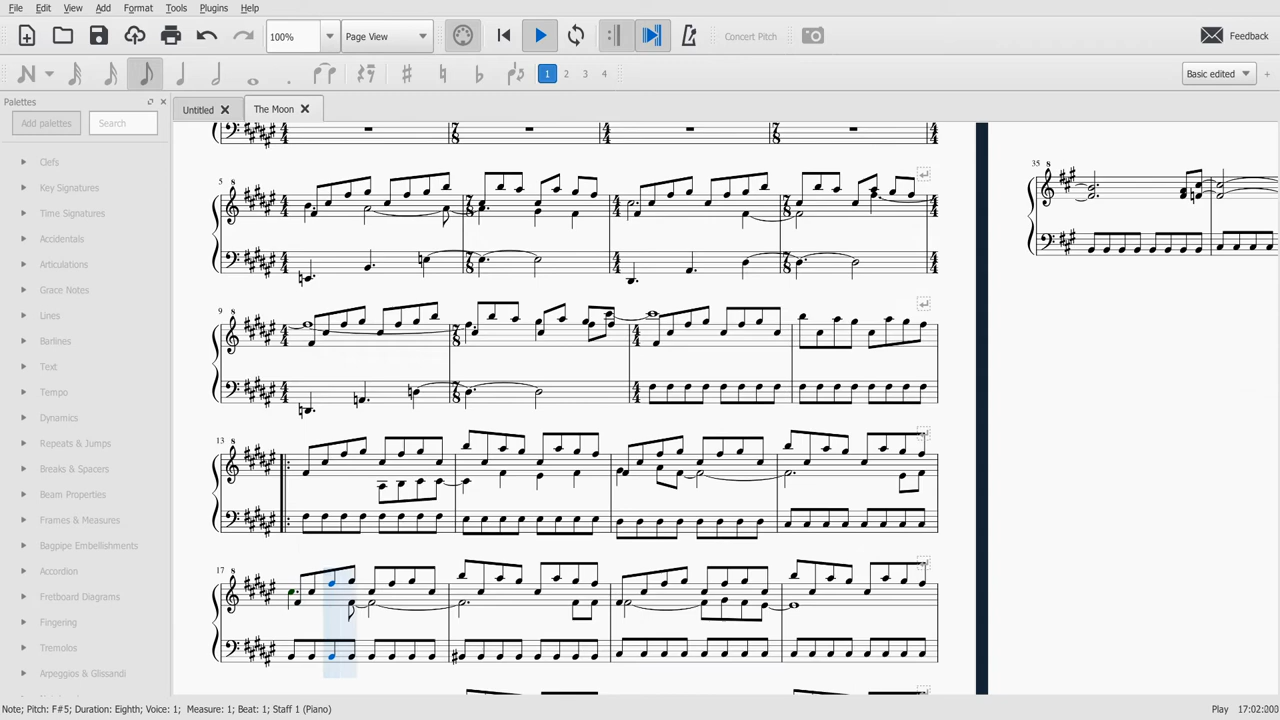 File Edit View Add Format Tools Plugins Help
100% Page View Concert Pitch Feedback
1 2 3 4 Basic edited
Palettes
Add palettes Search
Untitled The Moon
Clefs
Key Signatures
Time Signatures
Accidentals
Articulations
Grace Notes
Lines
Barlines
Text
Tempo
Dynamics
Repeats & Jumps
Breaks & Spacers
Beam Properties
Frames & Measures
Bagpipe Embellishments
Accordion
Fretboard Diagrams
Fingering
Tremolos
Arpeggios & Glissandi
5
9
13
17
35
Note; Pitch: F#5; Duration: Eighth; Voice: 1; Measure: 1; Beat: 1; Staff 1 (Piano) Play 17:02:000